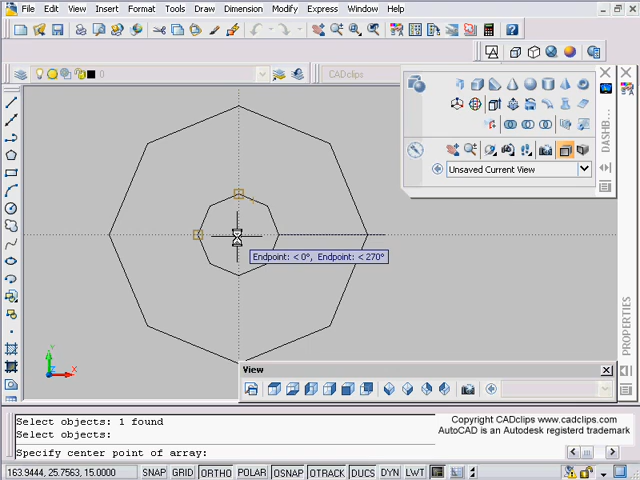 File Edit View Insert Format Tools Draw Dimension Modify Express Window Help
0 CADclips
DASHB...
Unsaved Current View
PROPERTIES
Endpoint: < 0°, Endpoint: < 270°
Y
X
View
Select objects: 1 found
Select objects:
Specify center point of array:
Copyright CADclips www.cadclips.com
AutoCAD is an Autodesk registerd trademark
163.9444, 25.7563, 15.0000 SNAP GRID ORTHO POLAR OSNAP OTRACK DUCS DYN LWT